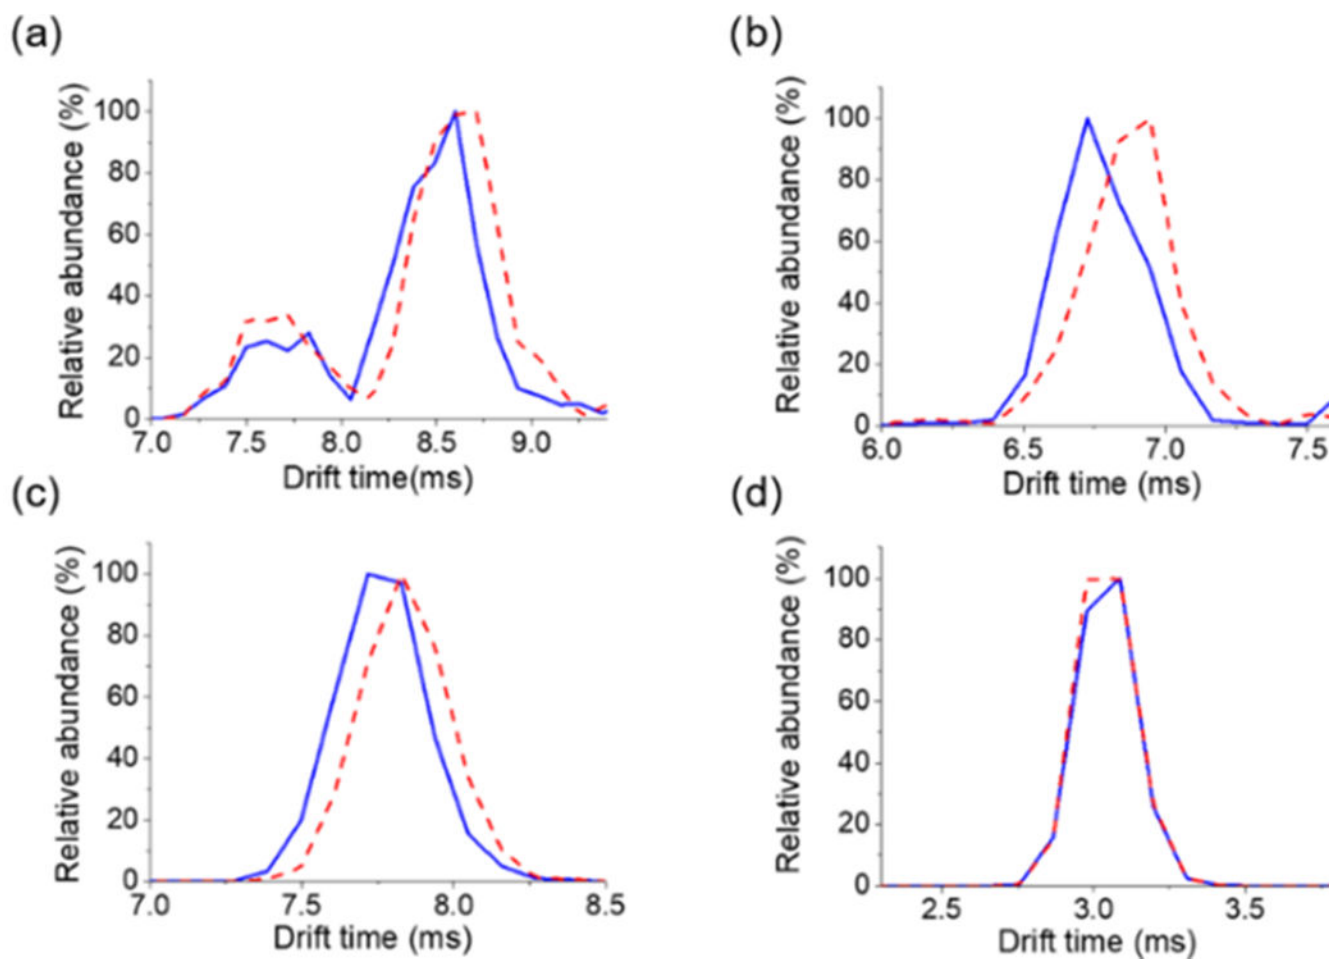 (a)
Relative abundance (%)
100
80
60
40
20
0
7.0 7.5 8.0 8.5 9.0
Drift time(ms)
(b)
Relative abundance (%)
100
80
60
40
20
0
6.0 6.5 7.0 7.5
Drift time (ms)
(c)
Relative abundance (%)
100
80
60
40
20
0
7.0 7.5 8.0 8.5
Drift time (ms)
(d)
Relative abundance (%)
100
80
60
40
20
0
2.5 3.0 3.5
Drift time (ms)